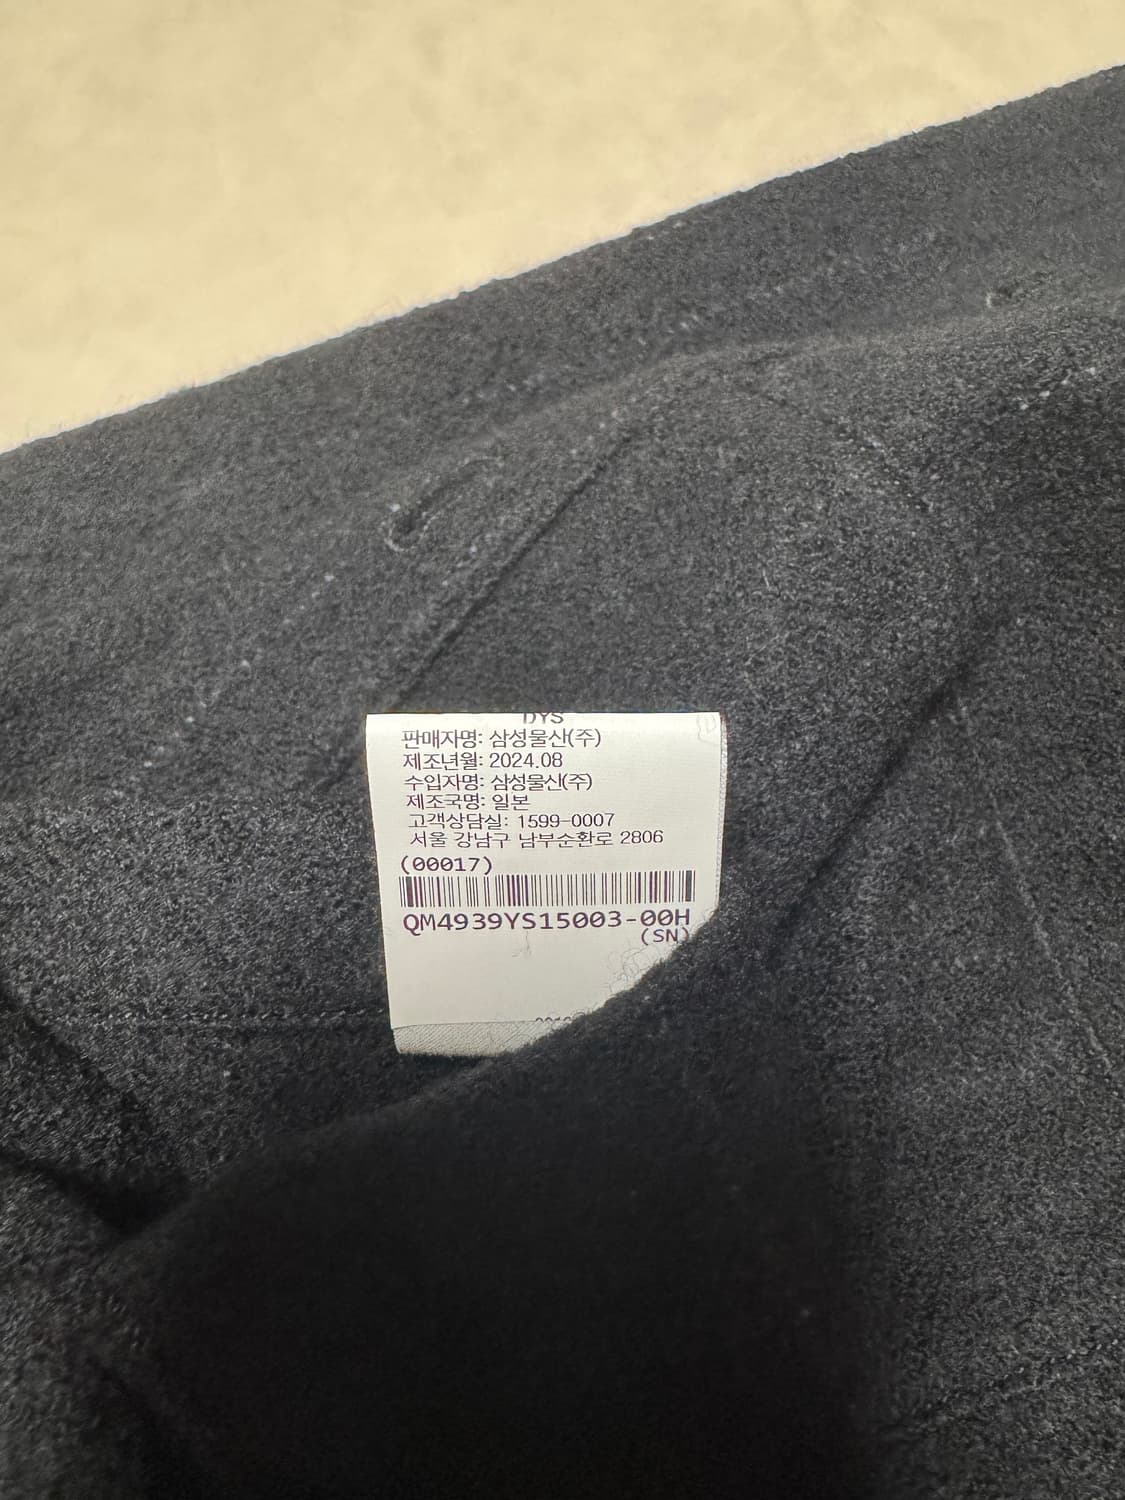 DYS
판매자명: 삼성물산(주)
제조년월: 2024.08
수입자명: 삼성물산(주)
제조국명: 일본
고객상담실: 1599-0007
서울 강남구 남부순환로 2806
(00017)
QM4939YS15003-00H
(SN)